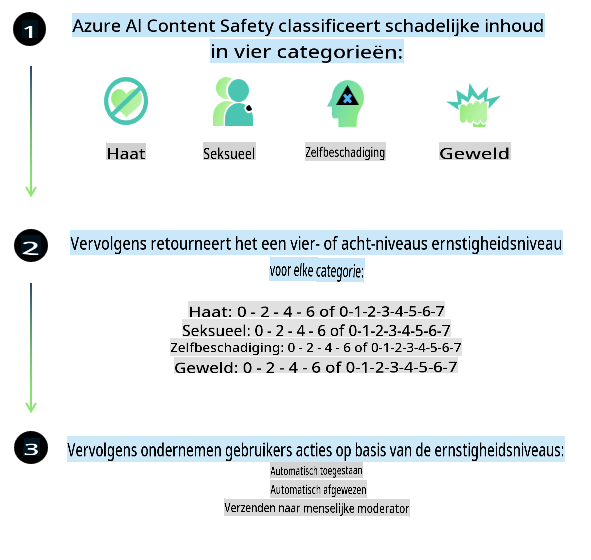 1
Azure Al Content Safety classificeert schadelijke inhoud
in vier categorieën:
Haat
Seksueel
Zelfbeschadiging
Geweld
2
Vervolgens retourneert het een vier- of acht-niveaus ernstigheidsniveau
voor elke categorie:
Haat: 0 - 2 - 4 - 6 of 0-1-2-3-4-5-6-7
Seksueel: 0 - 2 - 4 - 6 of 0-1-2-3-4-5-6-7
Zelfbeschadiging: 0 - 2 - 4 - 6 of 0-1-2-3-4-5-6-7
Geweld: 0 - 2 - 4 - 6 of 0-1-2-3-4-5-6-7
3
Vervolgens ondernemen gebruikers acties op basis van de ernstigheidsniveaus:
Automatisch toegestaan
Automatisch afgewezen
Verzenden naar menselijke moderator